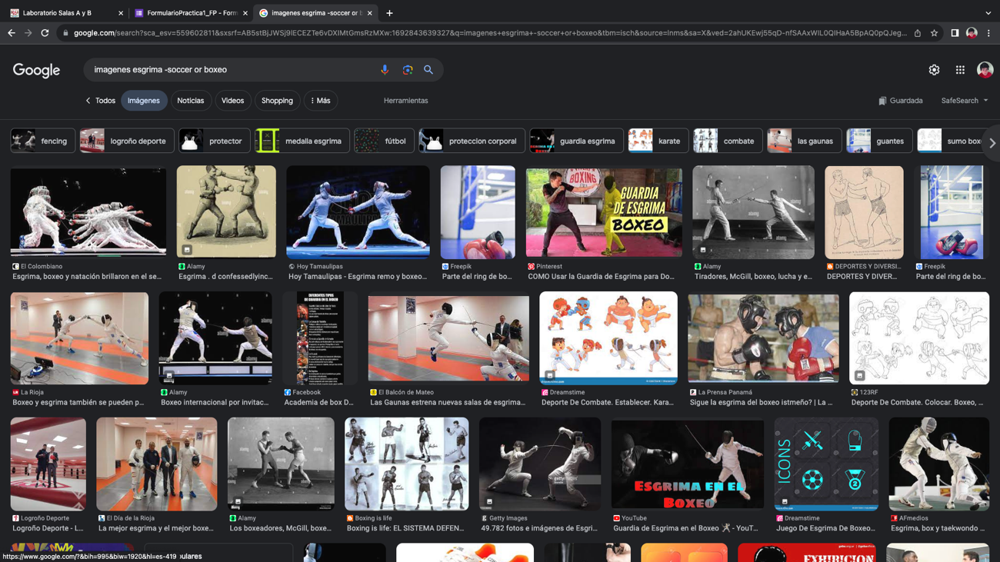 Laboratorio Salas A y B
FormularioPractica1_FP - Form
imagenes esgrima -soccer or b
google.com/search?sca_esv=559602811&sxsrf=AB5stBjJWSj9lECEZTe6vDXlMtGmsRzMXw:1692843639327&q=imagenes+esgrima+-soccer+or+boxeo&tbm=isch&source=lnms&sa=X&ved=2ahUKEwj55qD-nfSAAxWlL0QIHaA5BpAQ0pQJeg...
Google
imagenes esgrima -soccer or boxeo
Todos
Imágenes
Noticias
Videos
Shopping
Más
Herramientas
Guardada
SafeSearch
fencing
logroño deporte
protector
medalla esgrima
fútbol
proteccion corporal
guardia esgrima
karate
combate
las gaunas
guantes
sumo box
BOXING
GUARDIA
DE ESGRIMA
BOXEO
El Colombiano
Esgrima, boxeo y natación brillaron en el se...
Alamy
Esgrima . d confessedlyinc...
Hoy Tamaulipas
Hoy Tamaulipas - Esgrima remo y boxeo...
Freepik
Parte del ring de bo...
Pinterest
COMO Usar la Guardia de Esgrima para Do...
Alamy
Tiradores, McGill, boxeo, lucha y e...
DEPORTES Y DIVERSI...
DEPORTES Y DIVER...
Freepik
Parte del ring de bo...
La Rioja
Boxeo y esgrima también se pueden p...
Alamy
Boxeo internacional por invitac...
Facebook
Academia de box D...
El Balcón de Mateo
Las Gaunas estrena nuevas salas de esgrima...
Dreamstime
Deporte De Combate. Establecer. Kara...
La Prensa Panamá
Sigue la esgrima del boxeo istmeño? | La ...
123RF
Deporte De Combate. Colocar. Boxeo, ...
ESGRIMA EN EL
BOXEO
ICONS
Logroño Deporte
Logroño Deporte - L...
El Día de la Rioja
La mejor esgrima y el mejor boxe...
Alamy
Los boxeadores, McGill, boxe...
Boxing is life
Boxing is life: EL SISTEMA DEFEN...
Getty Images
49.782 fotos e imágenes de Esgri...
YouTube
Guardia de Esgrima en el Boxeo 🤺 - YouT...
Dreamstime
Juego De Esgrima De Boxeo...
AFmedios
Esgrima, box y taekwondo ...
https://www.google.com/?&bih=995&biw=1920&hl=es-419
ulares
EXHIBICION